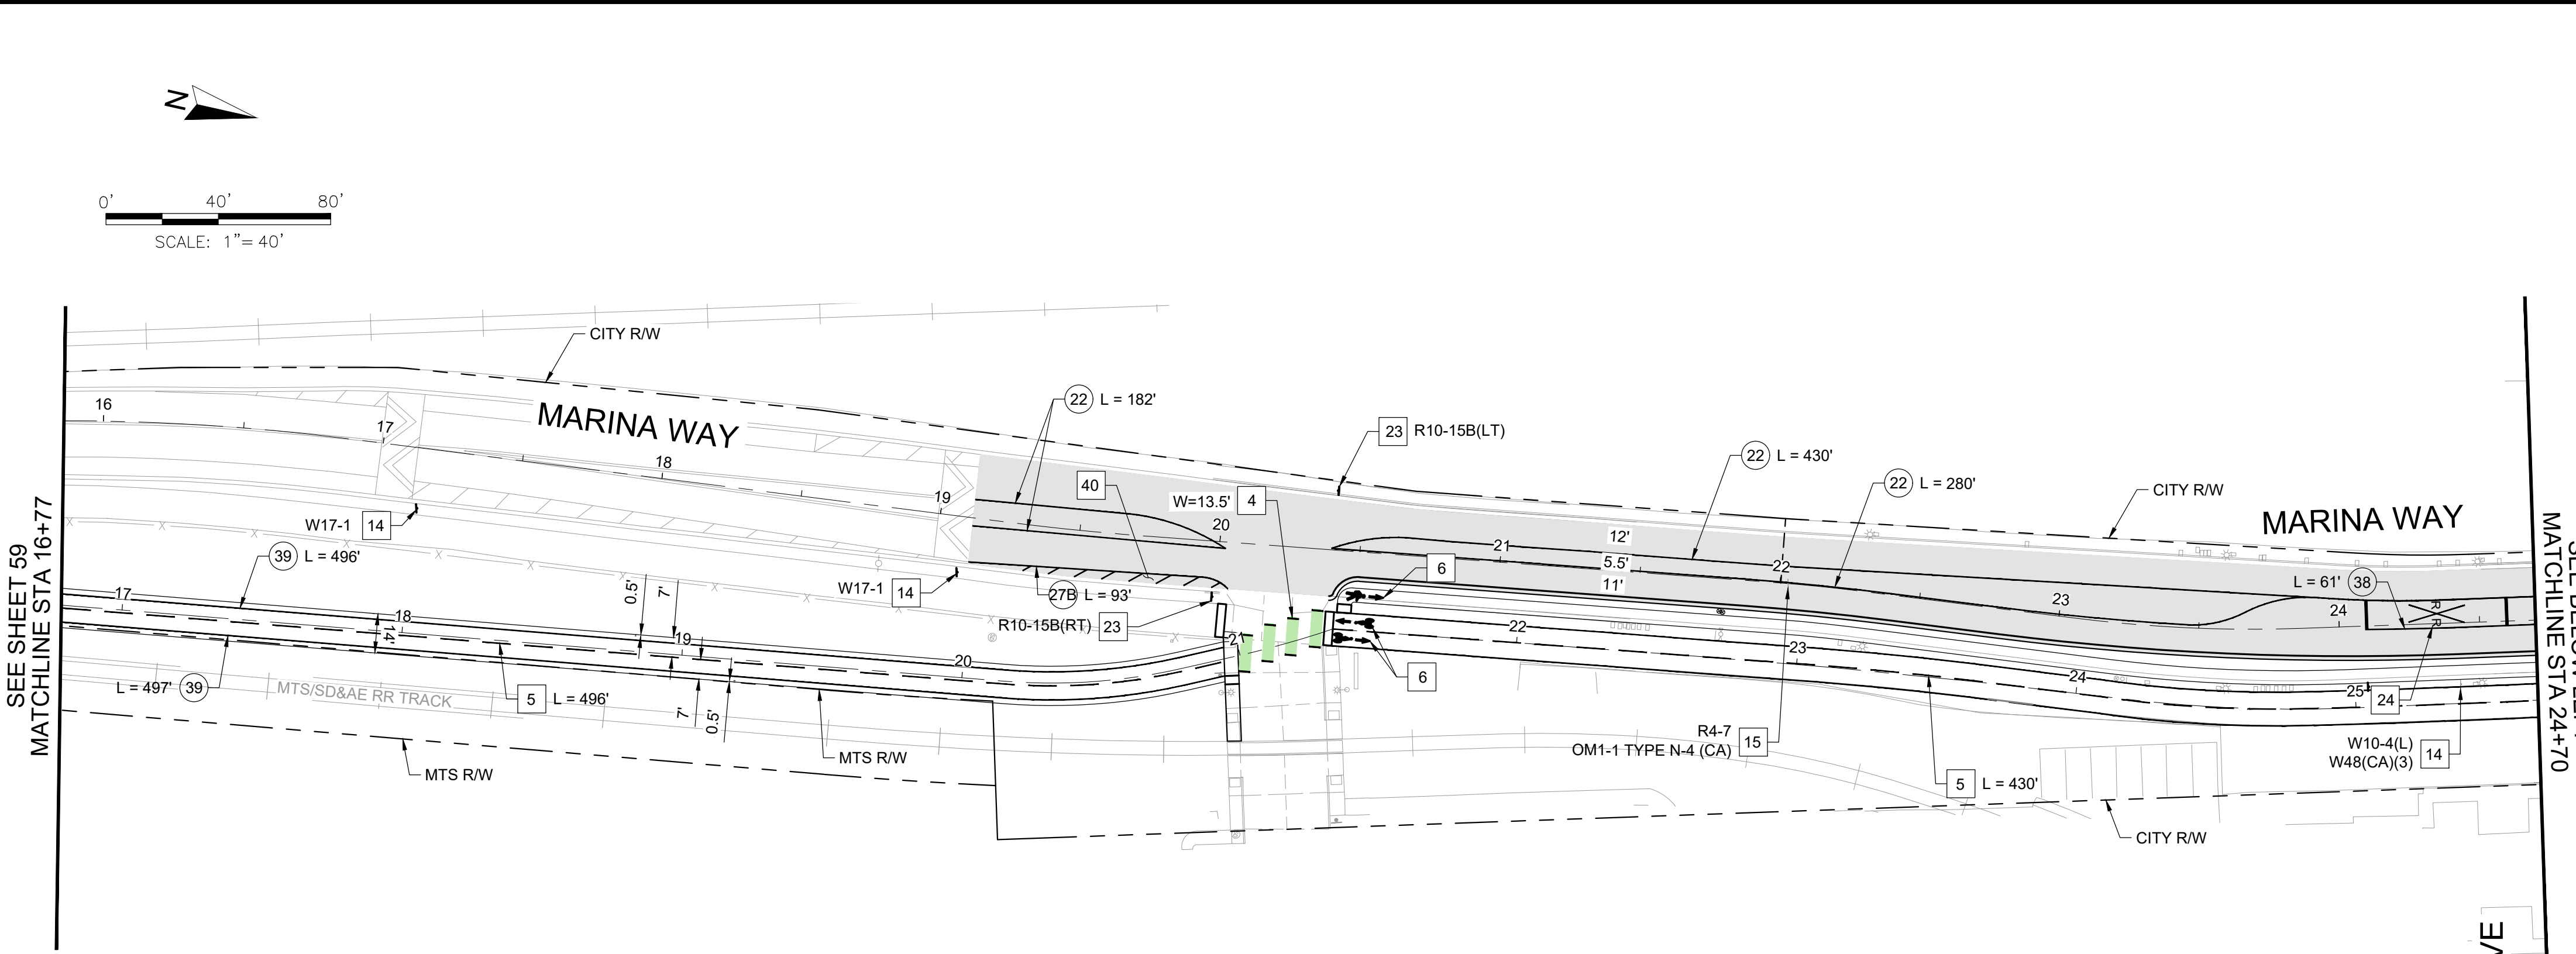 N
0' 40' 80'
SCALE: 1"= 40'
SEE SHEET 59
MATCHLINE STA 16+77
CITY R/W
MARINA WAY
16
17
18
19
20
21
22
23
24
22 L = 182'
40
W=13.5' 4
23 R10-15B(LT)
22 L = 430'
22 L = 280'
CITY R/W
MARINA WAY
W17-1 14
39 L = 496'
W17-1 14
27B L = 93'
R10-15B(RT) 23
6
12'
5.5'
11'
L = 61' 38
R R
17
18
19
20
21
22
23
24
25
14'
0.5'
7'
7'
0.5'
L = 497' 39
MTS/SD&AE RR TRACK
5 L = 496'
MTS R/W
MTS R/W
6
R4-7
OM1-1 TYPE N-4 (CA) 15
5 L = 430'
24
W10-4(L)
W48(CA)(3) 14
CITY R/W
MATCHLINE STA 24+70
VE